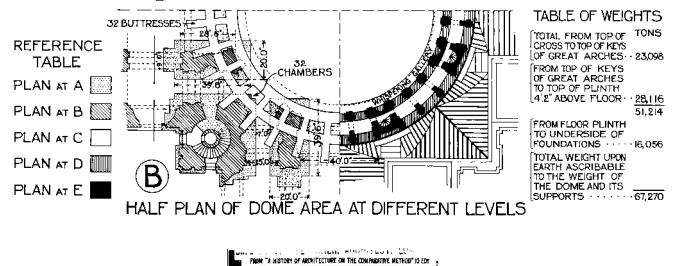 32 BUTTRESSES
28'.6"
REFERENCE
TABLE
PLAN AT A
PLAN AT B
PLAN AT C
PLAN AT D
PLAN AT E
20'.0"
32
CHAMBERS
39'.6"
WHISPERING GALLERY
15'.0"
40'.0"
20'.0"
B
HALF PLAN OF DOME AREA AT DIFFERENT LEVELS
TABLE OF WEIGHTS
TONS
TOTAL FROM TOP OF
CROSS TO TOP OF KEYS
OF GREAT ARCHES ·· 23,098
FROM TOP OF KEYS
OF GREAT ARCHES
TO TOP OF PLINTH
4'.2" ABOVE FLOOR ·· 28,116
51,214
FROM FLOOR PLINTH
TO UNDERSIDE OF
FOUNDATIONS ····· 16,056
TOTAL WEIGHT UPON
EARTH ASCRIBABLE
TO THE WEIGHT OF
THE DOME AND ITS
SUPPORTS ······· 67,270
FROM "A HISTORY OF ARCHITECTURE ON THE COMPARATIVE METHOD"